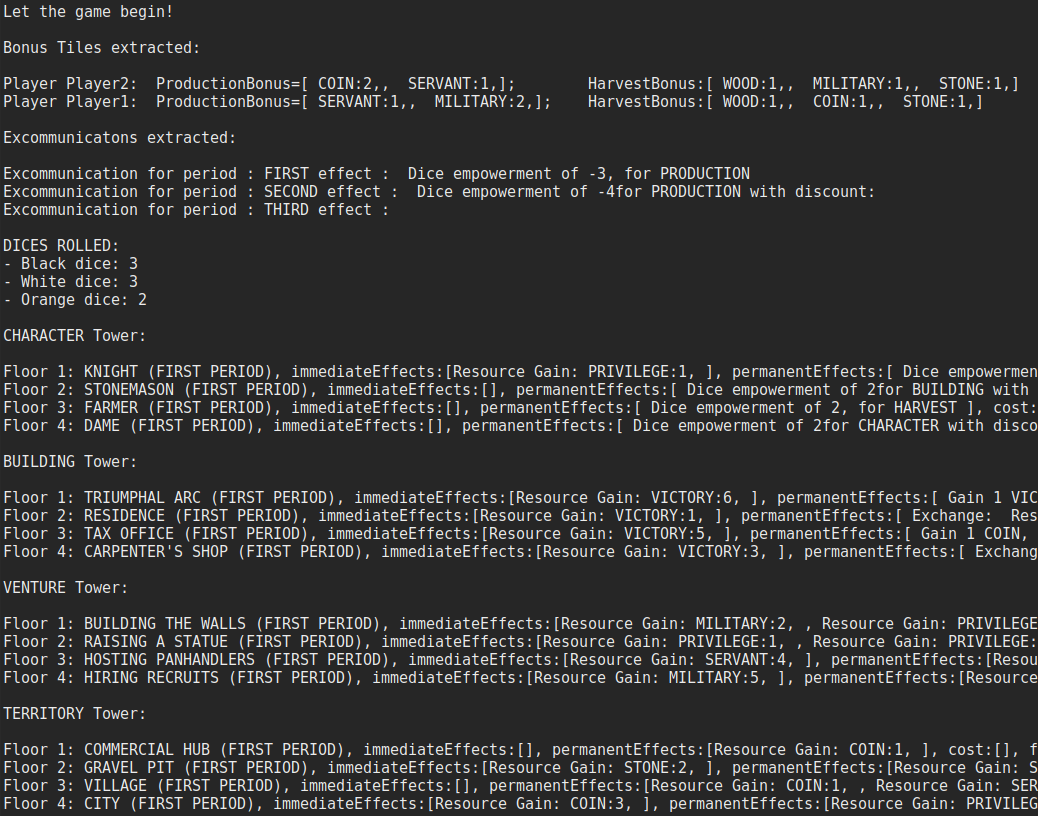 Let the game begin!
Bonus Tiles extracted:
Player Player2:  ProductionBonus=[ COIN:2,,  SERVANT:1,];        HarvestBonus:[ WOOD:1,,  MILITARY:1,,  STONE:1,]
Player Player1:  ProductionBonus=[ SERVANT:1,,  MILITARY:2,];    HarvestBonus:[ WOOD:1,,  COIN:1,,  STONE:1,]
Excommunicatons extracted:
Excommunication for period : FIRST effect :  Dice empowerment of -3, for PRODUCTION
Excommunication for period : SECOND effect :  Dice empowerment of -4for PRODUCTION with discount:
Excommunication for period : THIRD effect :
DICES ROLLED:
- Black dice: 3
- White dice: 3
- Orange dice: 2
CHARACTER Tower:
Floor 1: KNIGHT (FIRST PERIOD), immediateEffects:[Resource Gain: PRIVILEGE:1, ], permanentEffects:[ Dice empowermen
Floor 2: STONEMASON (FIRST PERIOD), immediateEffects:[], permanentEffects:[ Dice empowerment of 2for BUILDING with
Floor 3: FARMER (FIRST PERIOD), immediateEffects:[], permanentEffects:[ Dice empowerment of 2, for HARVEST ], cost:
Floor 4: DAME (FIRST PERIOD), immediateEffects:[], permanentEffects:[ Dice empowerment of 2for CHARACTER with disco
BUILDING Tower:
Floor 1: TRIUMPHAL ARC (FIRST PERIOD), immediateEffects:[Resource Gain: VICTORY:6, ], permanentEffects:[ Gain 1 VIC
Floor 2: RESIDENCE (FIRST PERIOD), immediateEffects:[Resource Gain: VICTORY:1, ], permanentEffects:[ Exchange:  Res
Floor 3: TAX OFFICE (FIRST PERIOD), immediateEffects:[Resource Gain: VICTORY:5, ], permanentEffects:[ Gain 1 COIN,
Floor 4: CARPENTER'S SHOP (FIRST PERIOD), immediateEffects:[Resource Gain: VICTORY:3, ], permanentEffects:[ Exchang
VENTURE Tower:
Floor 1: BUILDING THE WALLS (FIRST PERIOD), immediateEffects:[Resource Gain: MILITARY:2, , Resource Gain: PRIVILEGE
Floor 2: RAISING A STATUE (FIRST PERIOD), immediateEffects:[Resource Gain: PRIVILEGE:1, , Resource Gain: PRIVILEGE:
Floor 3: HOSTING PANHANDLERS (FIRST PERIOD), immediateEffects:[Resource Gain: SERVANT:4, ], permanentEffects:[Resou
Floor 4: HIRING RECRUITS (FIRST PERIOD), immediateEffects:[Resource Gain: MILITARY:5, ], permanentEffects:[Resource
TERRITORY Tower:
Floor 1: COMMERCIAL HUB (FIRST PERIOD), immediateEffects:[], permanentEffects:[Resource Gain: COIN:1, ], cost:[], f
Floor 2: GRAVEL PIT (FIRST PERIOD), immediateEffects:[Resource Gain: STONE:2, ], permanentEffects:[Resource Gain: S
Floor 3: VILLAGE (FIRST PERIOD), immediateEffects:[], permanentEffects:[Resource Gain: COIN:1, , Resource Gain: SER
Floor 4: CITY (FIRST PERIOD), immediateEffects:[Resource Gain: COIN:3, ], permanentEffects:[Resource Gain: PRIVILEG